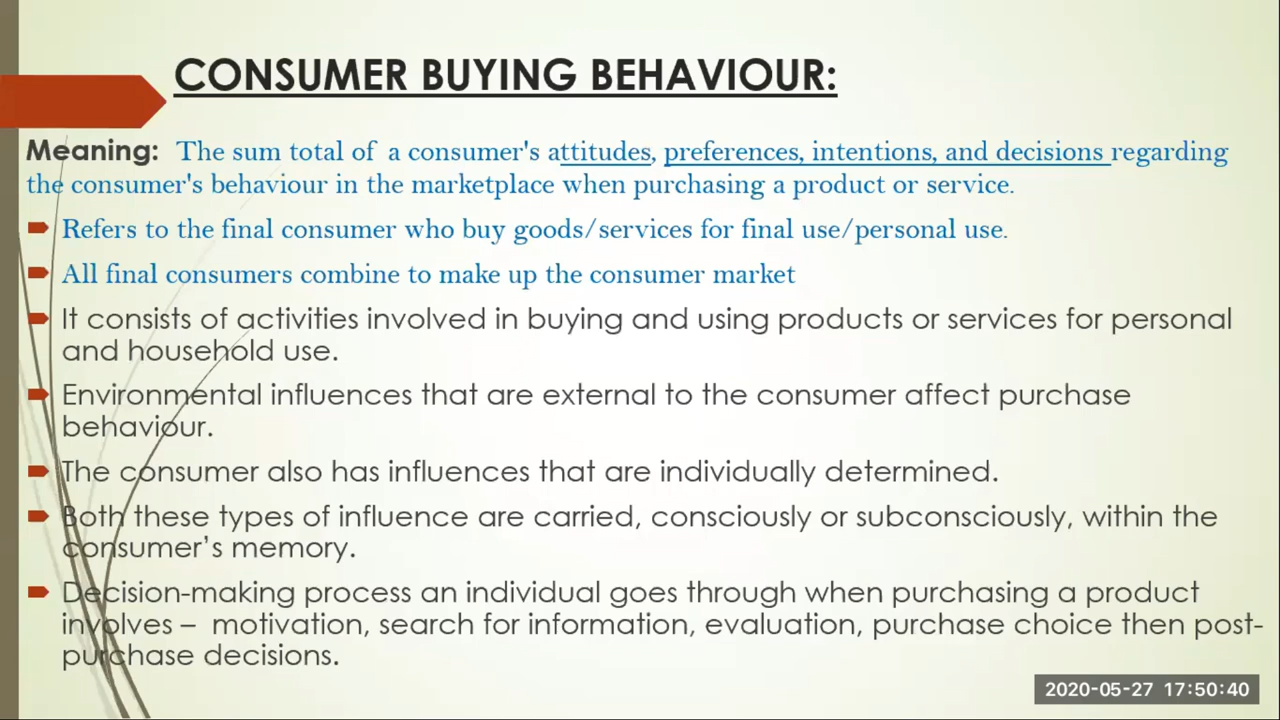 CONSUMER BUYING BEHAVIOUR:
Meaning: The sum total of a consumer's attitudes, preferences, intentions, and decisions regarding
the consumer's behaviour in the marketplace when purchasing a product or service.
Refers to the final consumer who buy goods/services for final use/personal use.
All final consumers combine to make up the consumer market
It consists of activities involved in buying and using products or services for personal
and household use.
Environmental influences that are external to the consumer affect purchase
behaviour.
The consumer also has influences that are individually determined.
Both these types of influence are carried, consciously or subconsciously, within the
consumer’s memory.
Decision-making process an individual goes through when purchasing a product
involves – motivation, search for information, evaluation, purchase choice then post-
purchase decisions.
2020-05-27 17:50:40